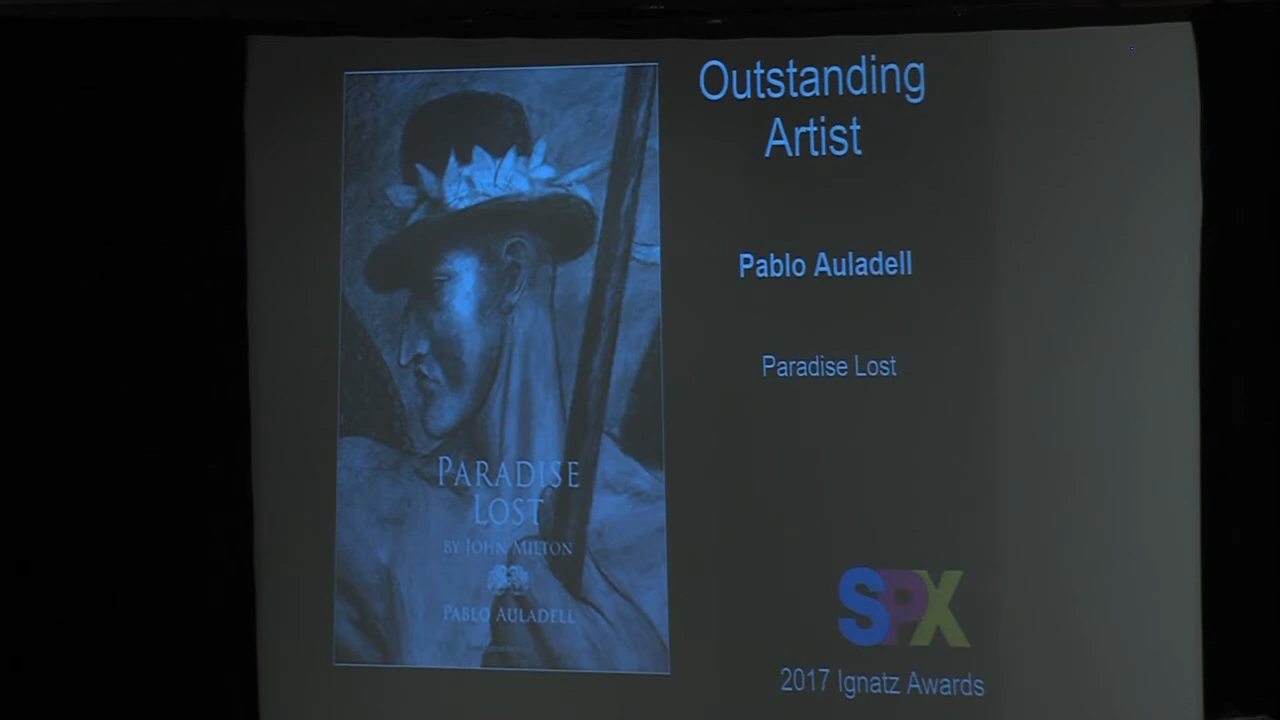 Outstanding
Artist
Pablo Auladell
Paradise Lost
PARADISE
LOST
BY JOHN MILTON
PABLO AULADELL
SPX
2017 Ignatz Awards